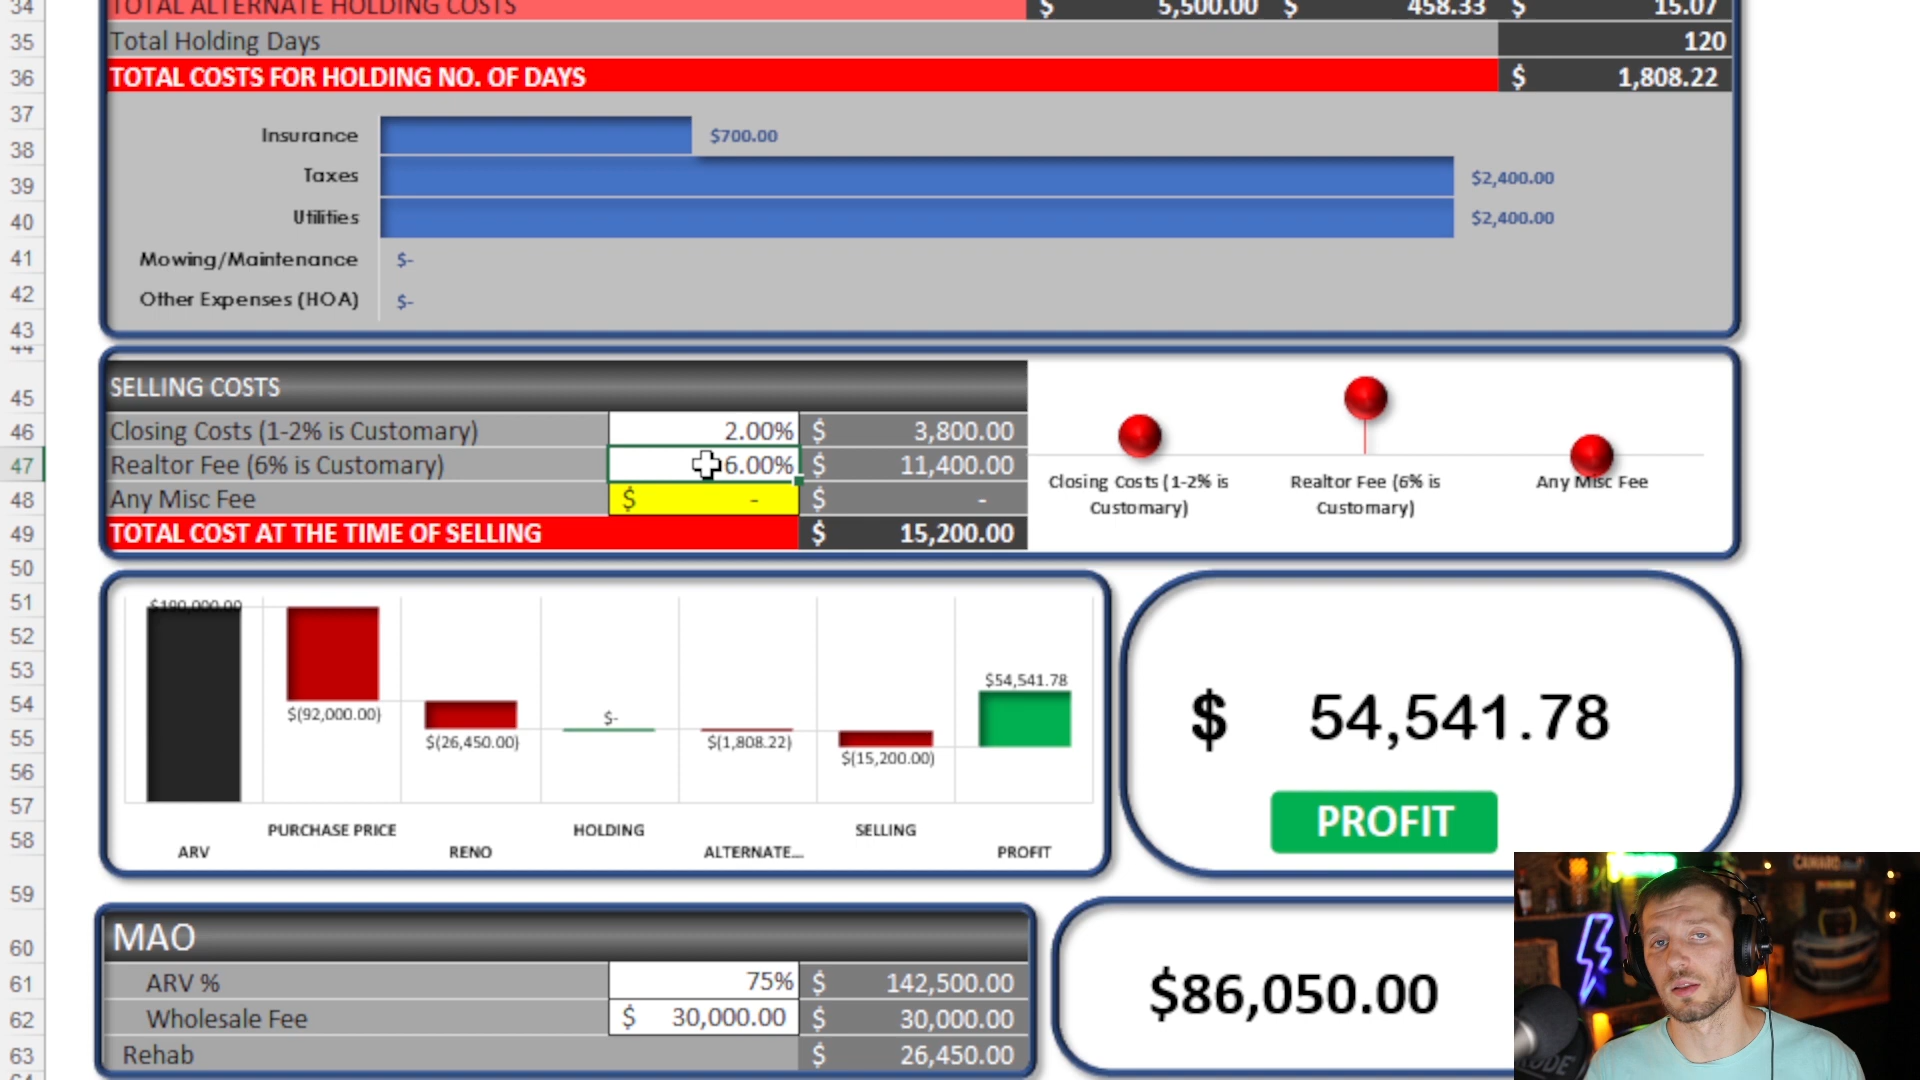 34 TOTAL ALTERNATE HOLDING COSTS $ 5,500.00 $ 458.33 $ 15.07
35 Total Holding Days 120
36 TOTAL COSTS FOR HOLDING NO. OF DAYS $ 1,808.22
37
38 Insurance $700.00
39 Taxes $2,400.00
40 Utilities $2,400.00
41 Mowing/Maintenance $-
42 Other Expenses (HOA) $-
43
44
45 SELLING COSTS
46 Closing Costs (1-2% is Customary) 2.00% $ 3,800.00
47 Realtor Fee (6% is Customary) 6.00% $ 11,400.00
48 Any Misc Fee $ - $ -
49 TOTAL COST AT THE TIME OF SELLING $ 15,200.00
Closing Costs (1-2% is Customary)
Realtor Fee (6% is Customary)
Any Misc Fee
50
51 $190,000.00
52
53
54 $(92,000.00) $54,541.78
55 $(26,450.00) $- $(1,808.22) $(15,200.00)
56
57
58 PURCHASE PRICE HOLDING SELLING
ARV RENO ALTERNATE... PROFIT
$ 54,541.78
PROFIT
59
60 MAO
61 ARV % 75% $ 142,500.00
62 Wholesale Fee $ 30,000.00 $ 30,000.00
63 Rehab $ 26,450.00
$86,050.00
CAMARO